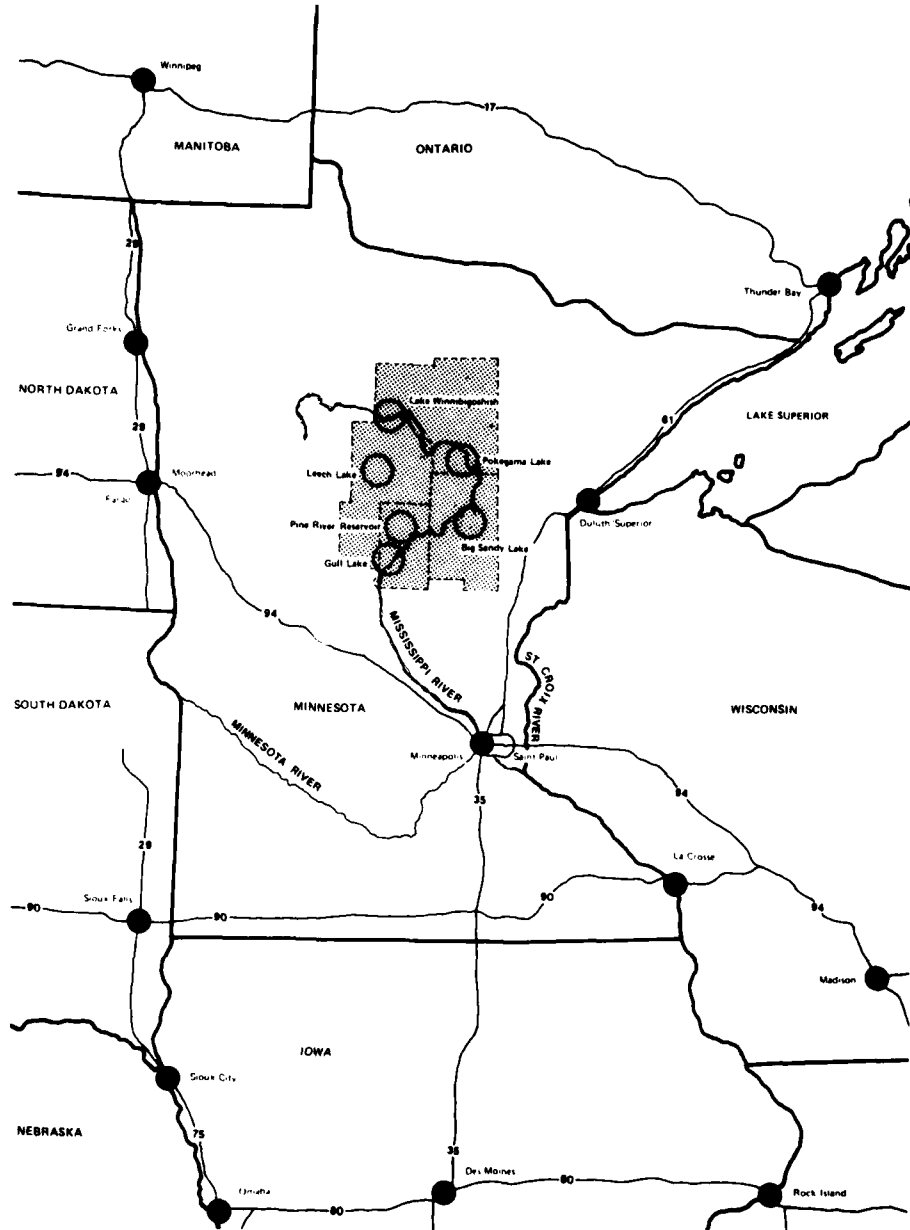 Winnipeg
17
MANITOBA
ONTARIO
29
Thunder Bay
Grand Forks
NORTH DAKOTA
Lake Winnibigoshish
61
LAKE SUPERIOR
29
Moorhead
94
Fargo
Leech Lake
Pokegama Lake
Pine River Reservoir
Duluth/Superior
Big Sandy Lake
Gull Lake
94
MISSISSIPPI RIVER
ST CROIX RIVER
SOUTH DAKOTA
MINNESOTA
WISCONSIN
MINNESOTA RIVER
Minneapolis
Saint Paul
35
94
29
La Crosse
Sioux Falls
90
90
90
94
Madison
IOWA
Sioux City
NEBRASKA
75
35
Des Moines
80
Omaha
80
Rock Island